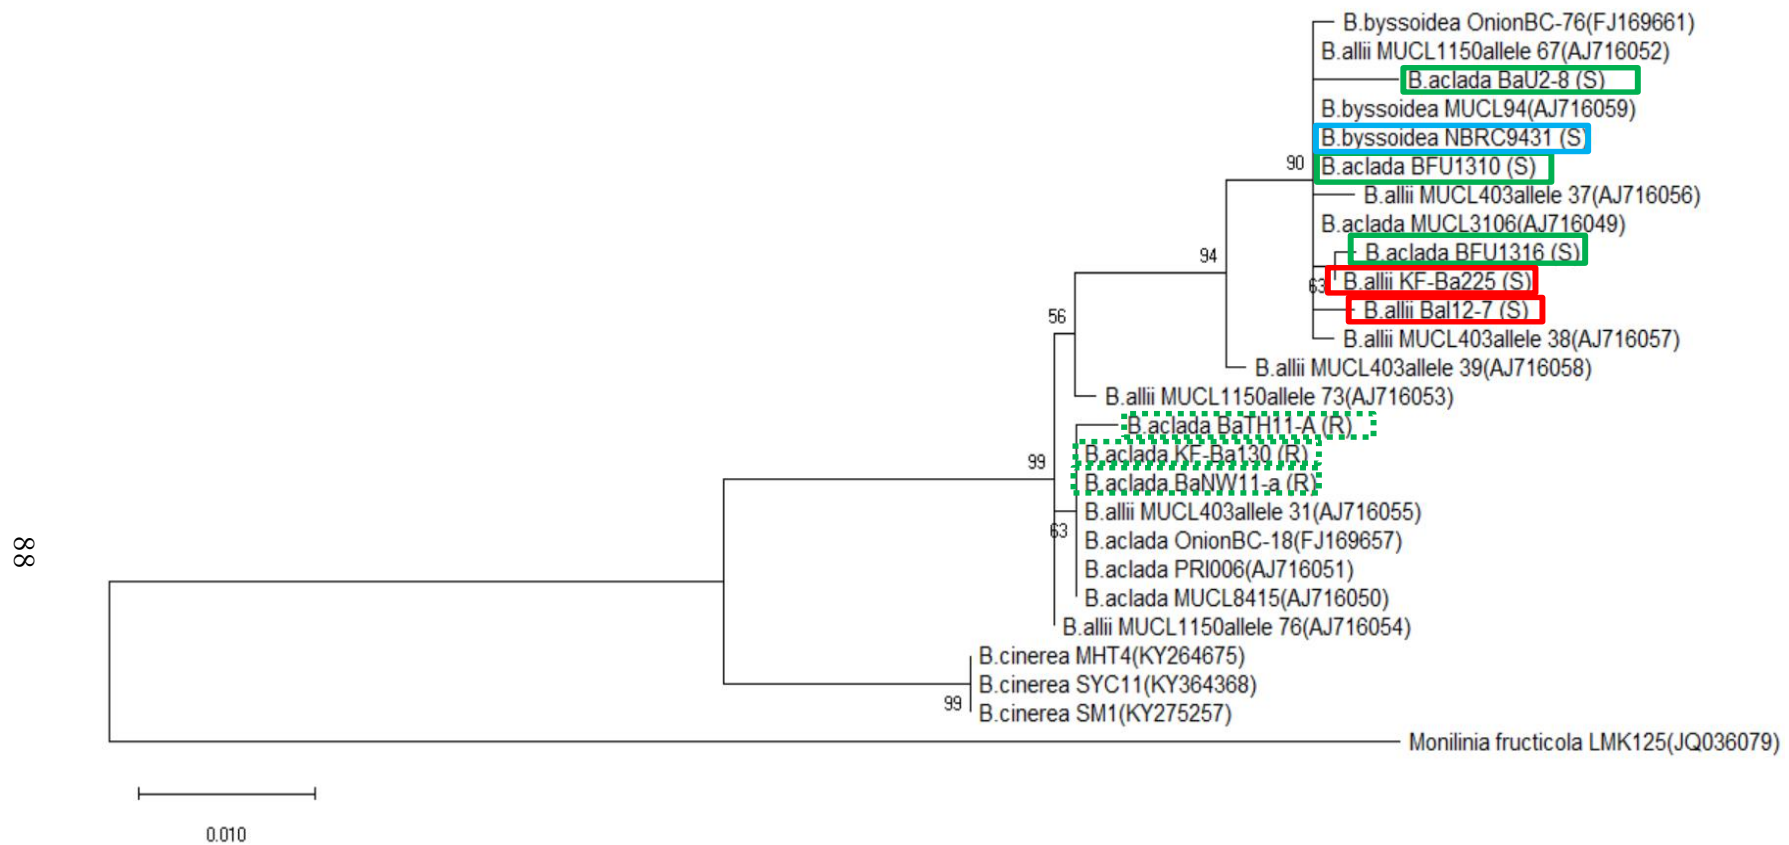 B.byssoidea OnionBC-76(FJ169661)
B.allii MUCL1150allele 67(AJ716052)
B.aclada BaU2-8 (S)
B.byssoidea MUCL94(AJ716059)
B.byssoidea NBRC9431 (S)
90
B.aclada BFU1310 (S)
B.allii MUCL403allele 37(AJ716056)
B.aclada MUCL3106(AJ716049)
94
B.aclada BFU1316 (S)
63
B.allii KF-Ba225 (S)
B.allii Bal12-7 (S)
56
B.allii MUCL403allele 38(AJ716057)
B.allii MUCL403allele 39(AJ716058)
B.allii MUCL1150allele 73(AJ716053)
B.aclada BaTH11-A (R)
B.aclada KF-Ba130 (R)
99
B.aclada BaNW11-a (R)
B.allii MUCL403allele 31(AJ716055)
63
B.aclada OnionBC-18(FJ169657)
B.aclada PRI006(AJ716051)
B.aclada MUCL8415(AJ716050)
B.allii MUCL1150allele 76(AJ716054)
B.cinerea MHT4(KY264675)
B.cinerea SYC11(KY364368)
99
B.cinerea SM1(KY275257)
Monilinia fructicola LMK125(JQ036079)
0.010
88